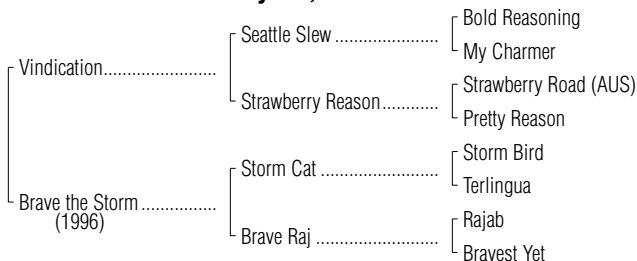 Bold Reasoning
Seattle Slew ........................
My Charmer
Vindication..........................
Strawberry Road (AUS)
Strawberry Reason.............
Pretty Reason
Storm Bird
Storm Cat ...........................
Terlingua
Brave the Storm .................
(1996)
Rajab
Brave Raj ............................
Bravest Yet